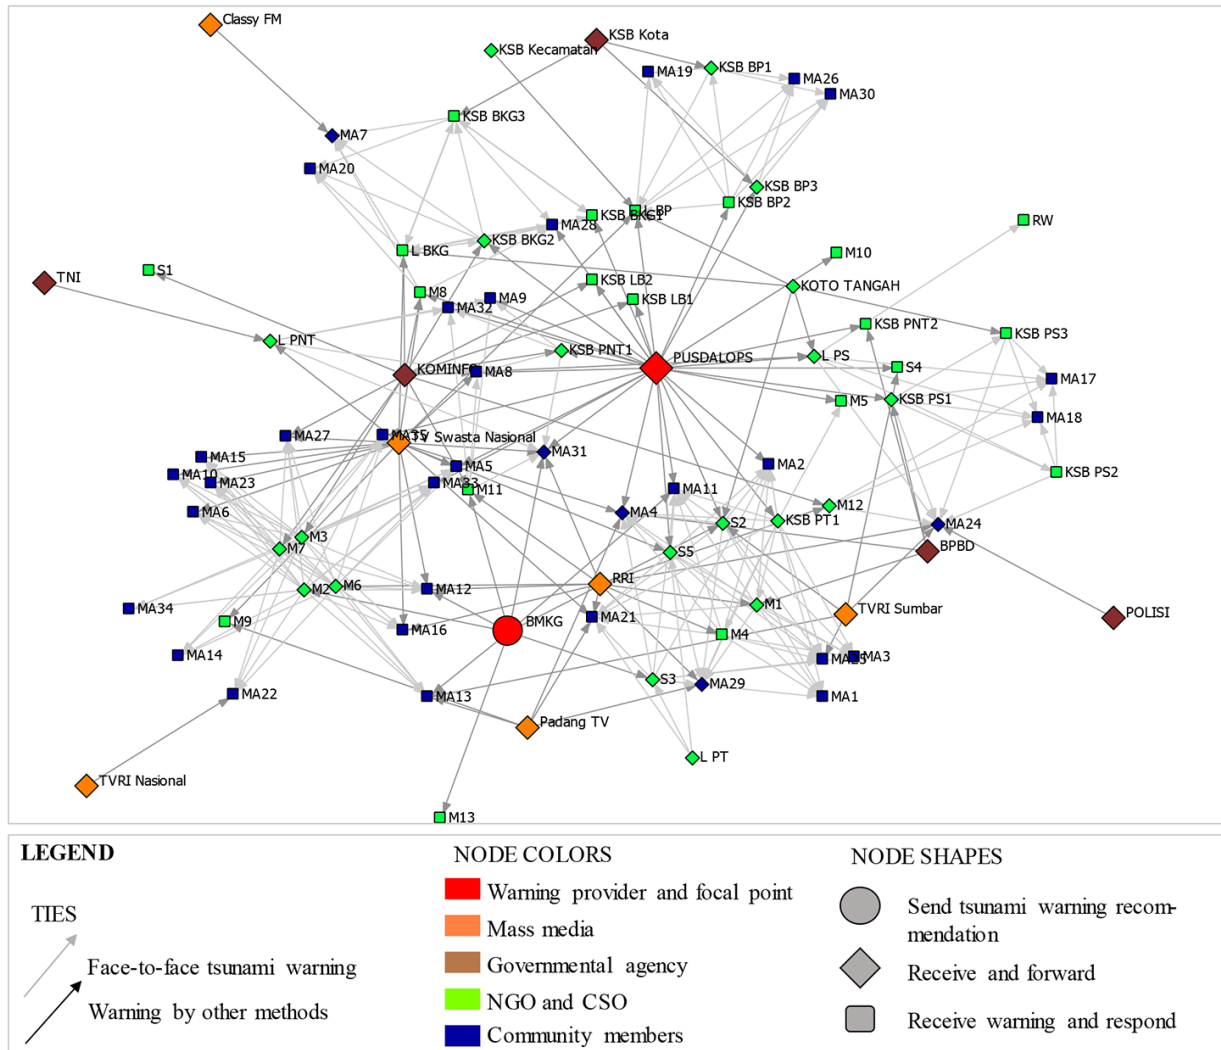 Classy FM
KSB Kota
KSB Kecamatan
KSB BP1
MA19
MA26
MA30
KSB BKG3
MA7
MA20
KSB BP3
KSB BP2
L BP
KSB BKG1
MA28
RW
KSB BKG2
L BKG
M10
S1
TNI
KSB LB2
KOTO TANGAH
M8
MA9
KSB LB1
MA32
KSB PNT2
KSB PS3
L PNT
KSB PNT1
L PS
PUSDALOPS
S4
KOMINFO
MA8
MA17
M5
KSB PS1
MA18
MA27
MA35
TV Swasta Nasional
MA31
MA15
MA5
MA2
MA10
MA23
MA33
M11
MA11
KSB PS2
MA6
MA4
S2
KSB PT1
M12
MA24
M3
M7
S5
BPBD
M2
M6
MA12
RRI
MA34
M1
TVRI Sumbar
POLISI
M9
MA16
BMKG
MA21
M4
MA14
MA25
MA3
MA22
MA13
S3
MA29
MA1
Padang TV
L PT
TVRI Nasional
M13
LEGEND
TIES
Face-to-face tsunami warning
Warning by other methods
NODE COLORS
Warning provider and focal point
Mass media
Governmental agency
NGO and CSO
Community members
NODE SHAPES
Send tsunami warning recom-
mendation
Receive and forward
Receive warning and respond